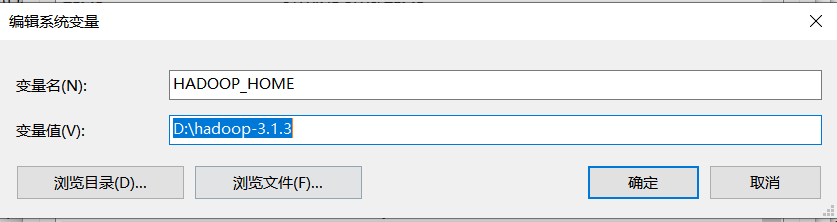 编辑系统变量
变量名(N): HADOOP_HOME
变量值(V): D:\hadoop-3.1.3
浏览目录(D)... 浏览文件(F)... 确定 取消